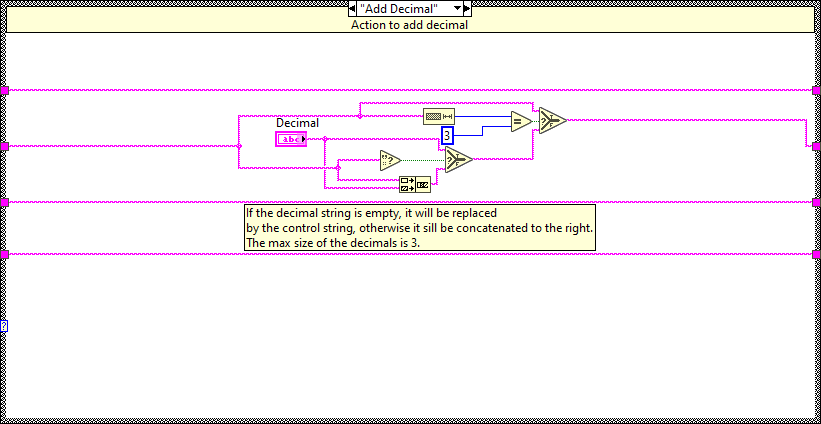 "Add Decimal"
Action to add decimal
Decimal
abc
3
?
=
?
?
If the decimal string is empty, it will be replaced
by the control string, otherwise it sill be concatenated to the right.
The max size of the decimals is 3.
?